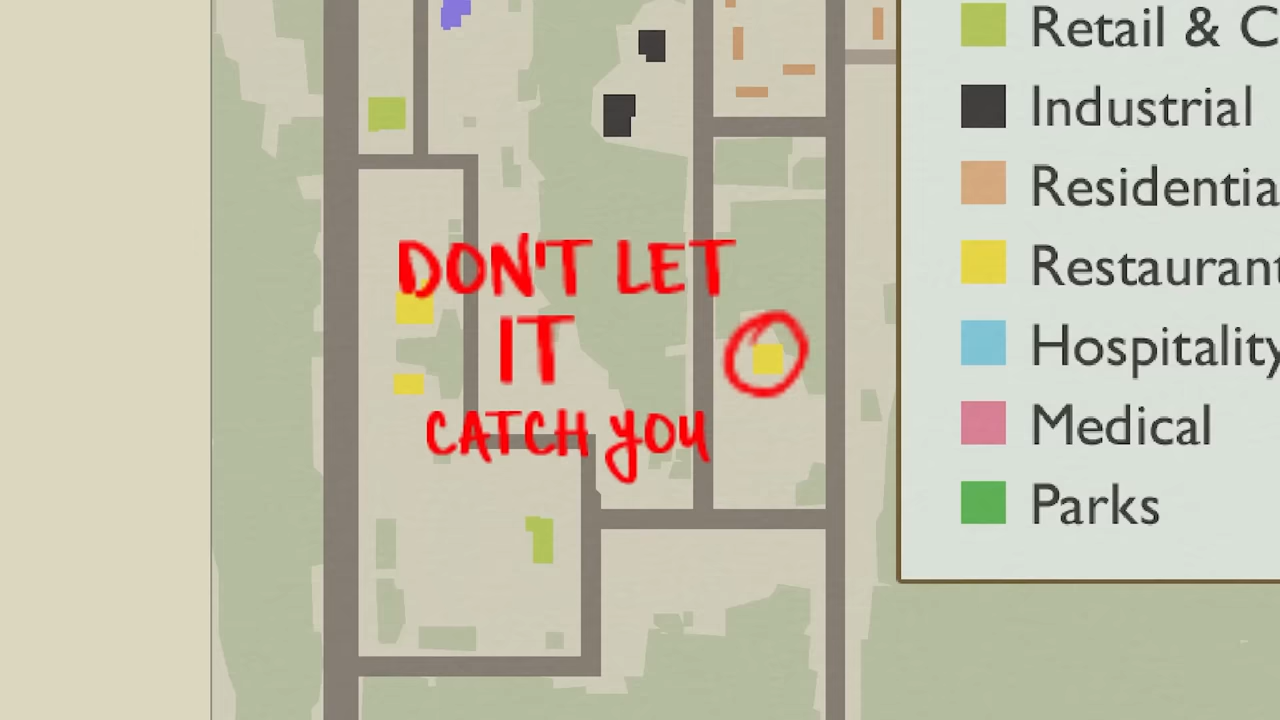 DON'T LET
IT
CATCH YOU
Retail & C
Industrial
Residentia
Restaurant
Hospitality
Medical
Parks